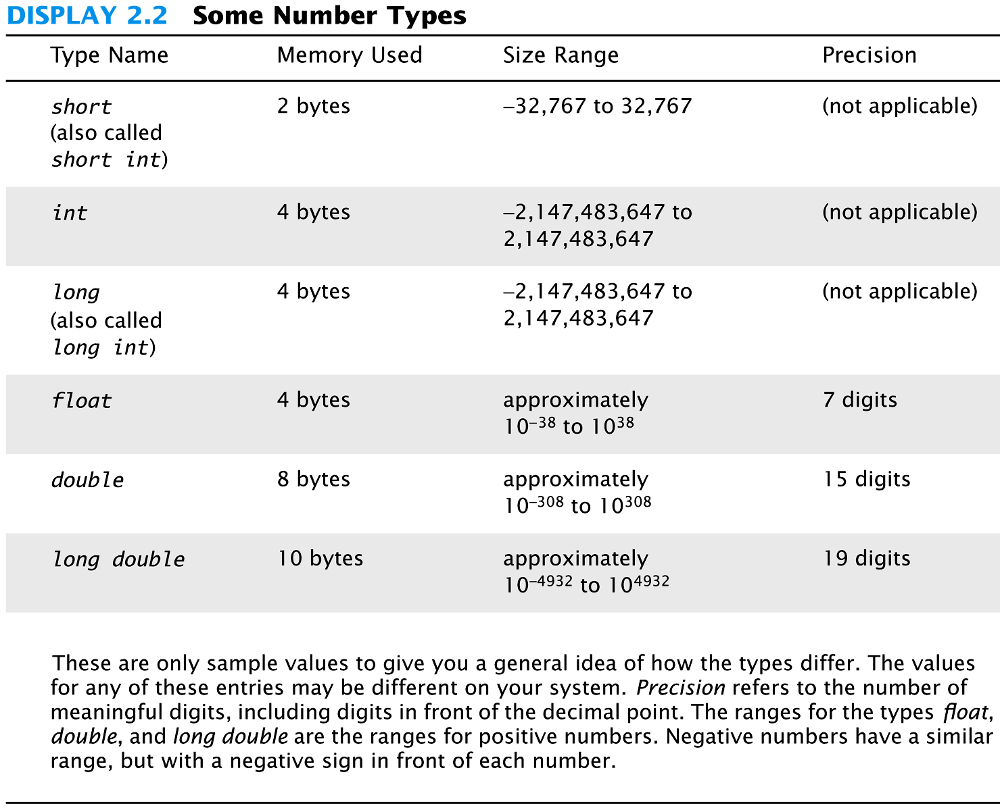 DISPLAY 2.2 Some Number Types
Type Name Memory Used Size Range Precision
short 2 bytes –32,767 to 32,767 (not applicable)
(also called
short int)
int 4 bytes –2,147,483,647 to (not applicable)
2,147,483,647
long 4 bytes –2,147,483,647 to (not applicable)
(also called 2,147,483,647
long int)
float 4 bytes approximately 7 digits
10⁻³⁸ to 10³⁸
double 8 bytes approximately 15 digits
10⁻³⁰⁸ to 10³⁰⁸
long double 10 bytes approximately 19 digits
10⁻⁴⁹³² to 10⁴⁹³²
These are only sample values to give you a general idea of how the types differ. The values
for any of these entries may be different on your system. Precision refers to the number of
meaningful digits, including digits in front of the decimal point. The ranges for the types float,
double, and long double are the ranges for positive numbers. Negative numbers have a similar
range, but with a negative sign in front of each number.